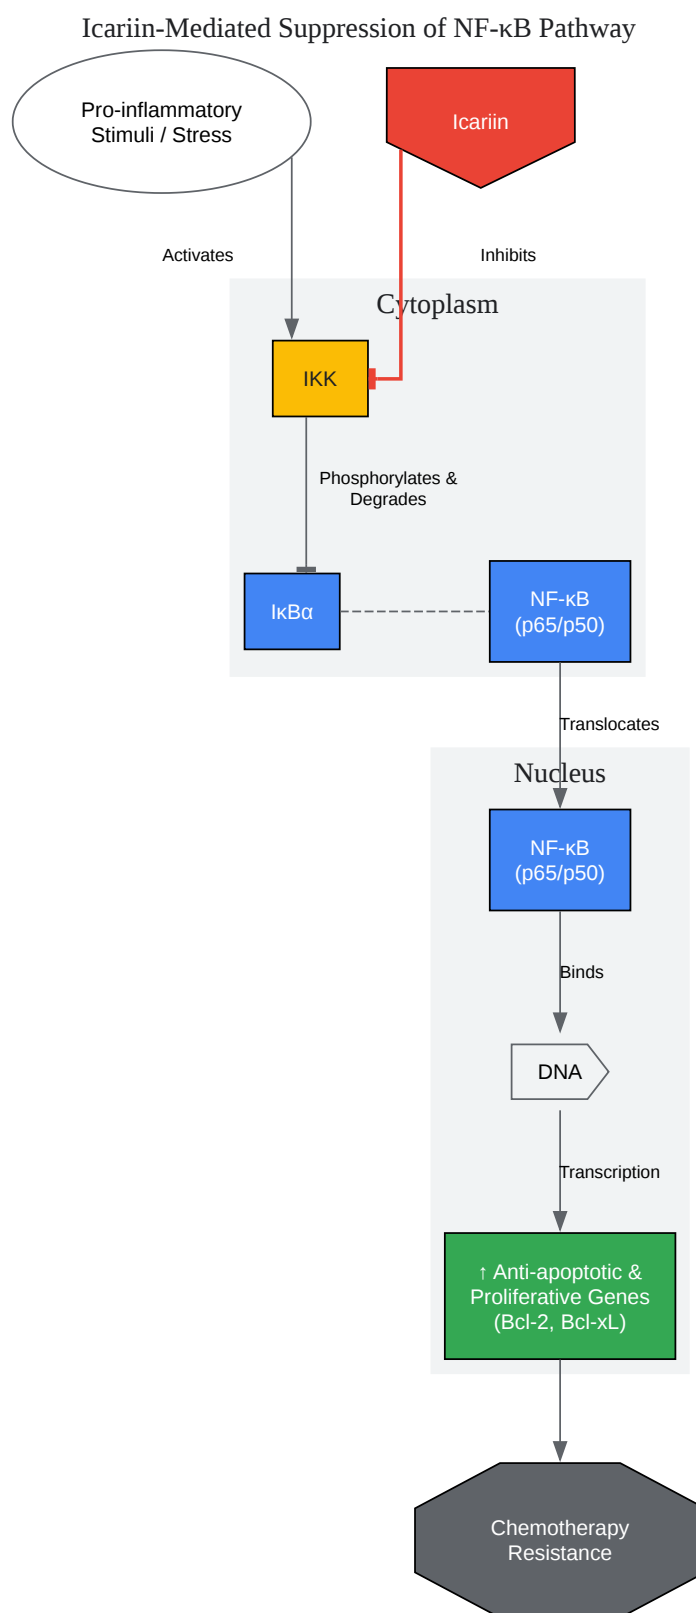 Icariin-Mediated Suppression of NF-κB Pathway
Pro-inflammatory
Stimuli / Stress
Icariin
Activates
Inhibits
Cytoplasm
IKK
Phosphorylates &
Degrades
IκBα
NF-κB
(p65/p50)
Translocates
Nucleus
NF-κB
(p65/p50)
Binds
DNA
Transcription
↑ Anti-apoptotic &
Proliferative Genes
(Bcl-2, Bcl-xL)
Chemotherapy
Resistance